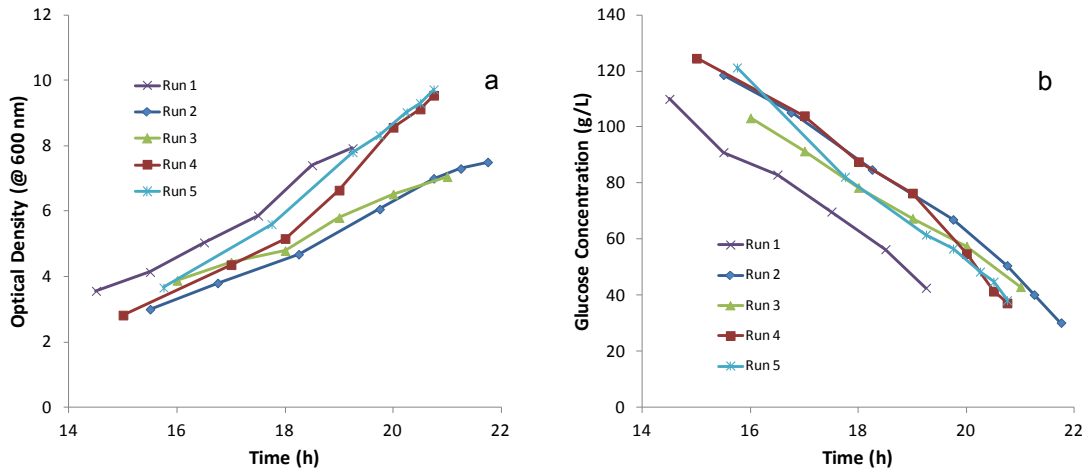 12
10
8
6
4
2
0
14 16 18 20 22
Optical Density (@ 600 nm)
Time (h)
Run 1
Run 2
Run 3
Run 4
Run 5
a
140
120
100
80
60
40
20
0
14 16 18 20 22
Glucose Concentration (g/L)
Time (h)
Run 1
Run 2
Run 3
Run 4
Run 5
b